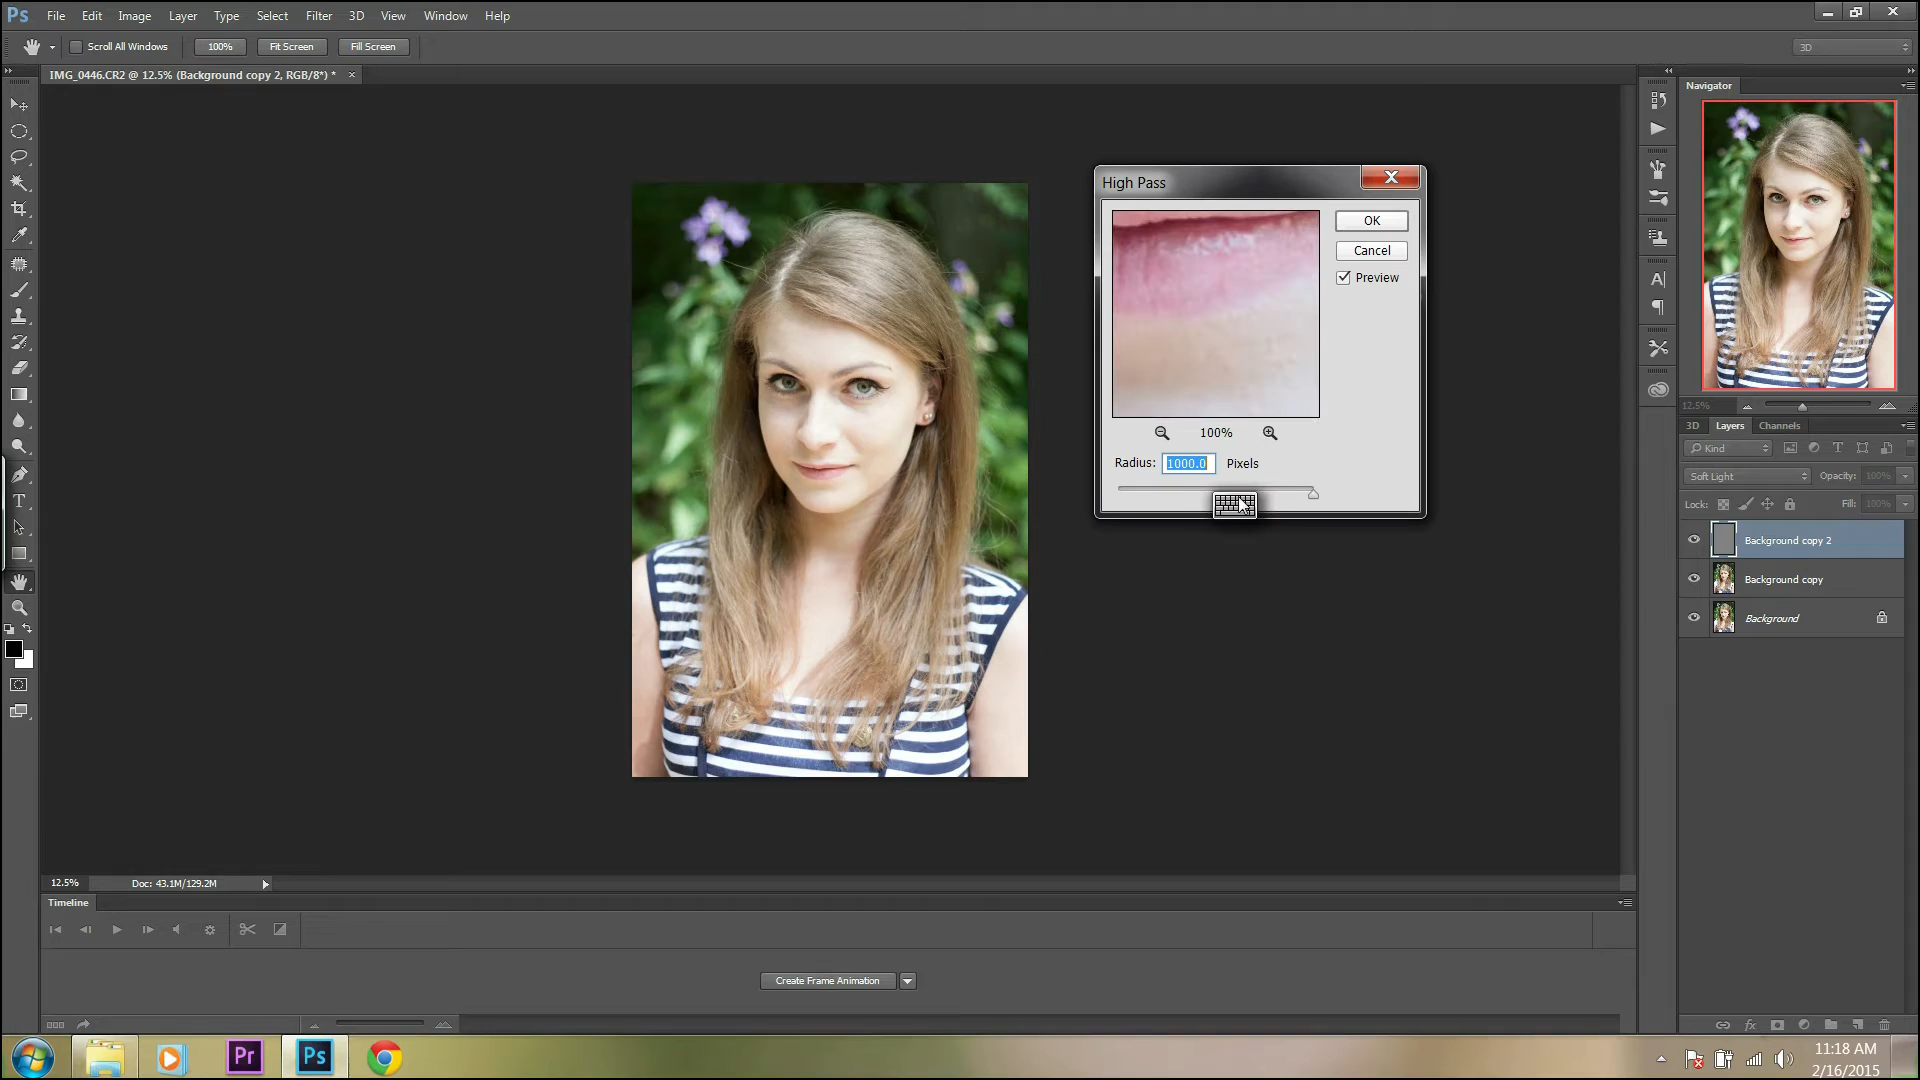 Ps File Edit Image Layer Type Select Filter 3D View Window Help
Scroll All Windows 100% Fit Screen Fill Screen 3D
IMG_0446.CR2 @ 12.5% (Background copy 2, RGB/8*) * ×
Navigator
High Pass
OK
Cancel
Preview
100%
Radius: 1000.0 Pixels
12.5%
3D Layers Channels
Kind
Soft Light Opacity: 100%
Lock: Fill: 100%
Background copy 2
Background copy
Background
12.5% Doc: 43.1M/129.2M
Timeline
Create Frame Animation
Pr Ps
11:18 AM
2/16/2015